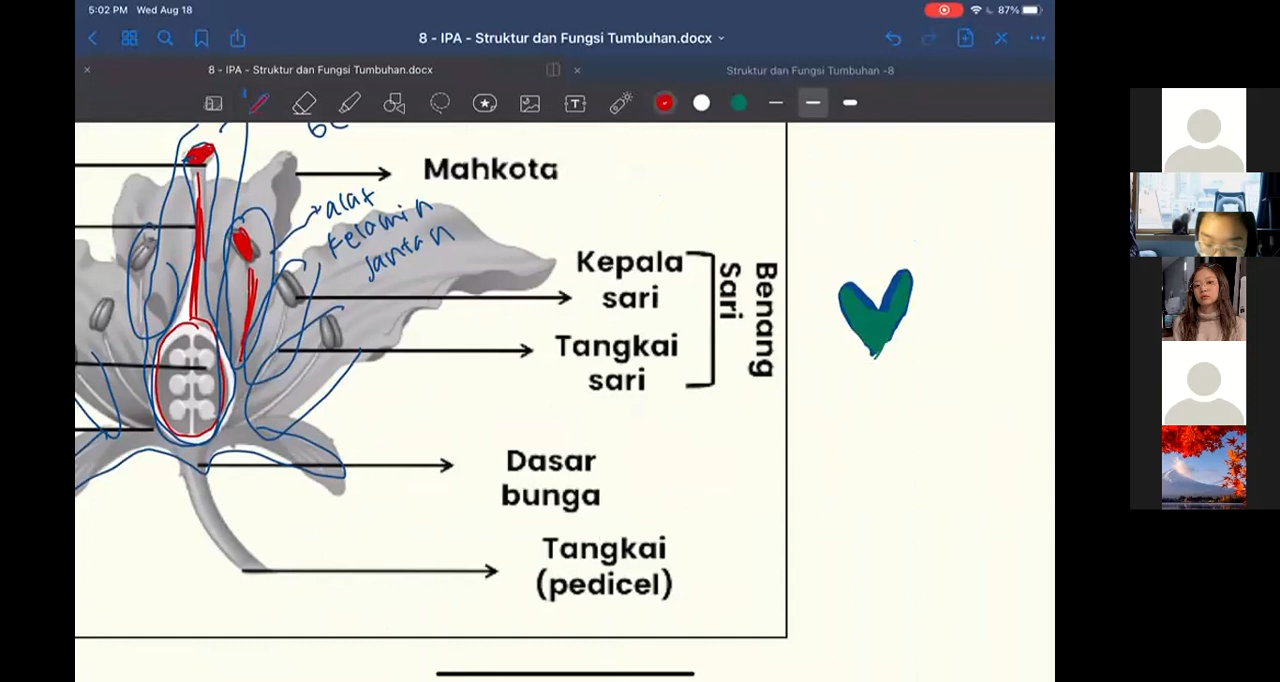 5:02 PM Wed Aug 18
87%
8 - IPA - Struktur dan Fungsi Tumbuhan.docx
8 - IPA - Struktur dan Fungsi Tumbuhan.docx
Struktur dan Fungsi Tumbuhan -8
Mahkota
alat
kelamin
jantan
Kepala
sari
Tangkai
sari
Benang
Sari
Dasar
bunga
Tangkai
(pedicel)